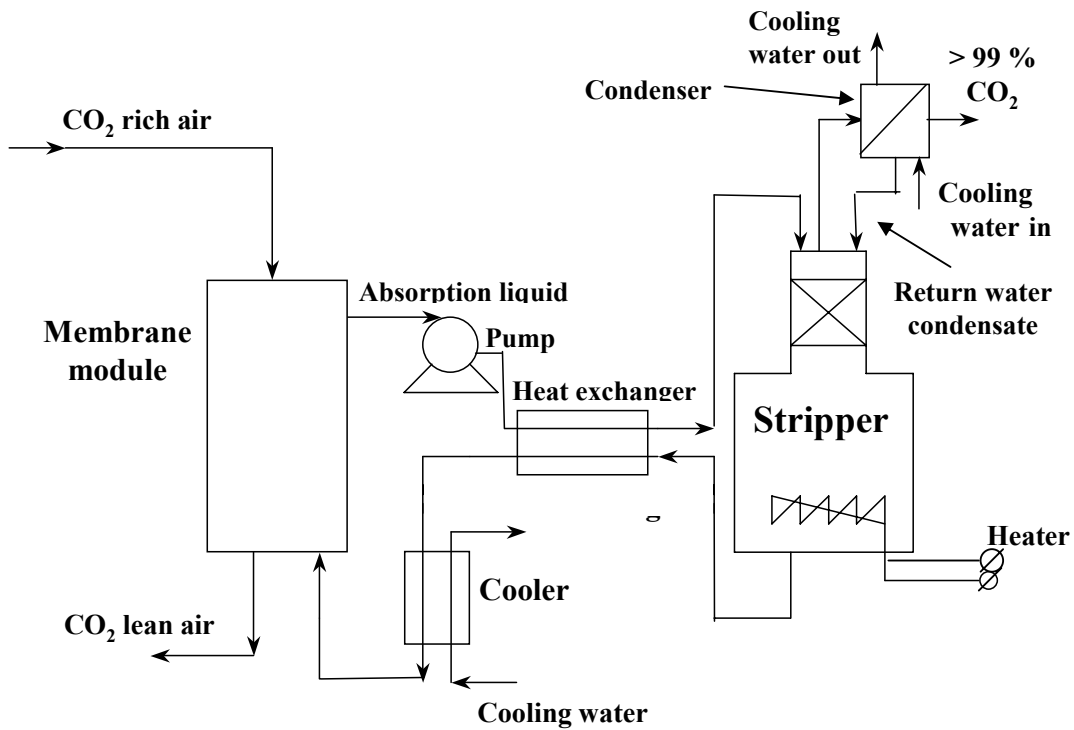 Cooling
water out
> 99 %
CO₂
Condenser
CO₂ rich air
Cooling
water in
Absorption liquid
Return water
condensate
Membrane
module
Pump
Heat exchanger
Stripper
Heater
Cooler
CO₂ lean air
Cooling water